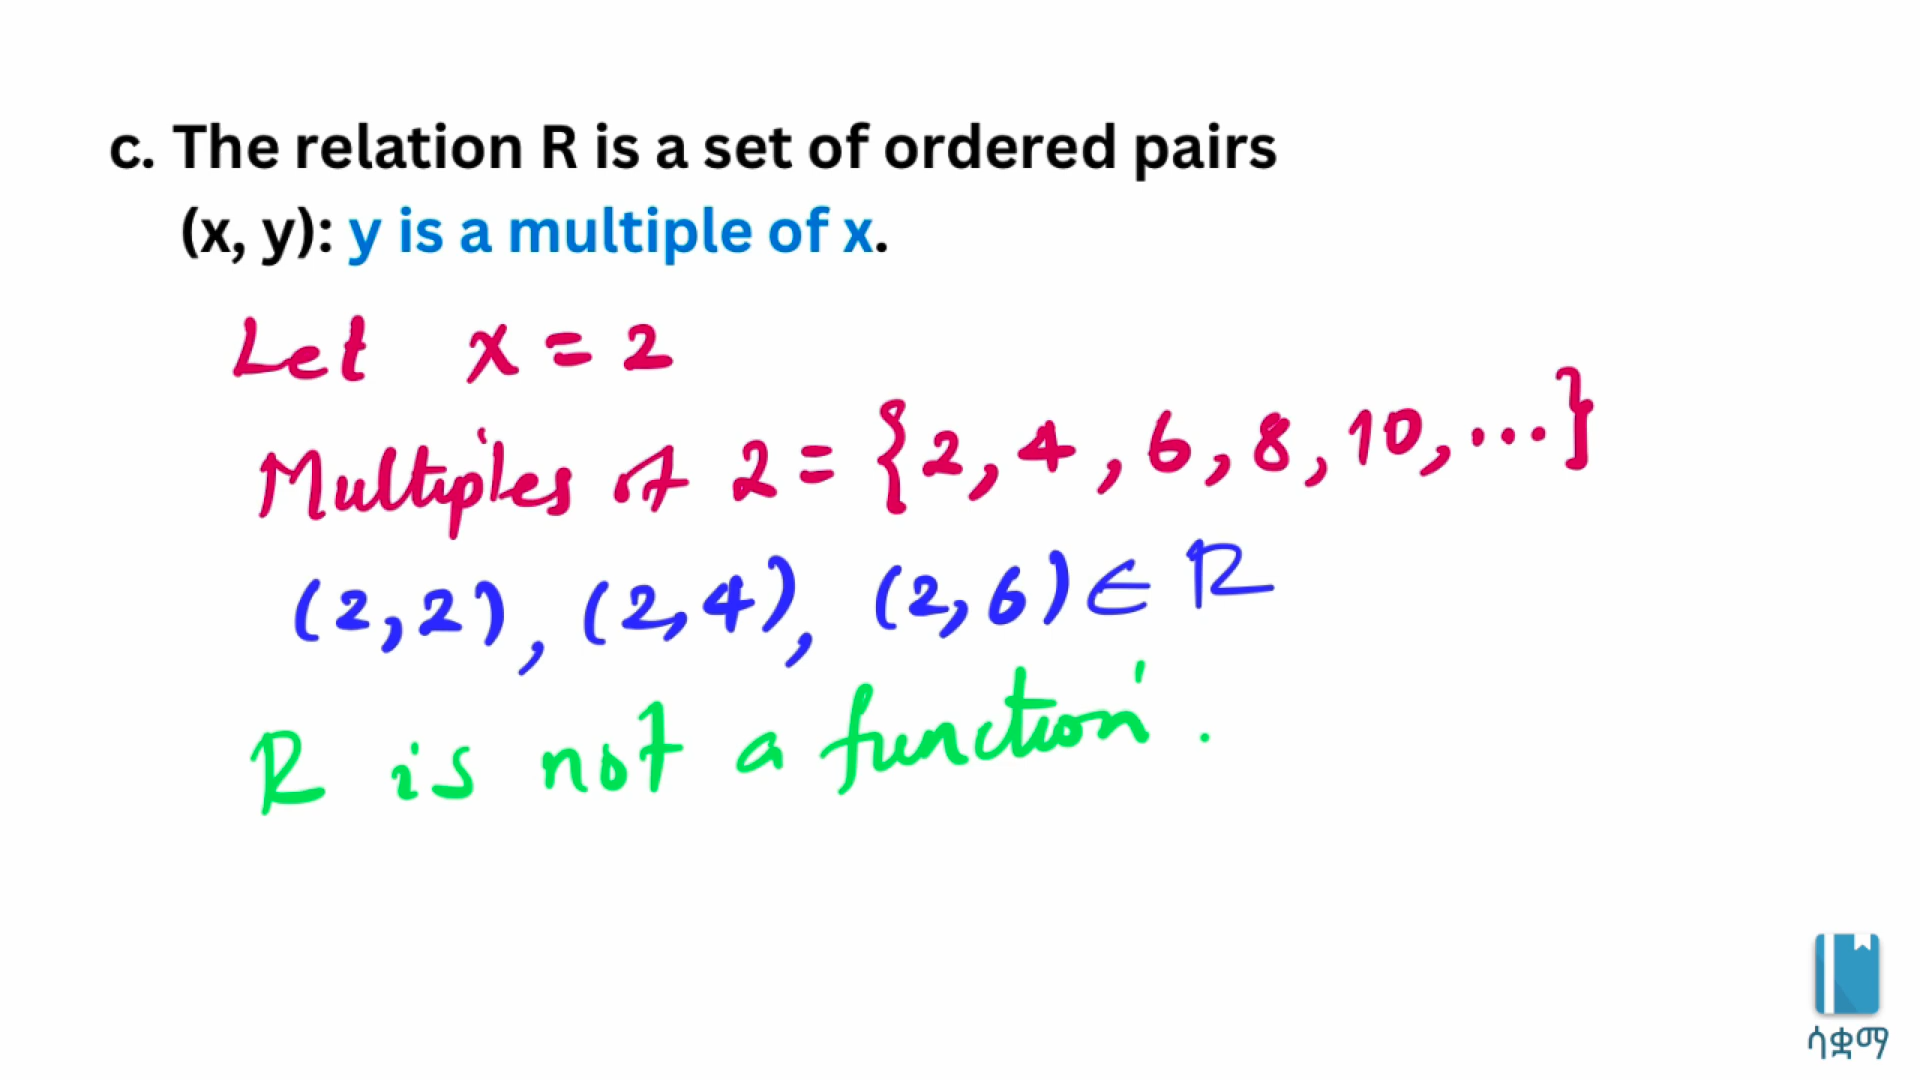 c. The relation R is a set of ordered pairs
(x, y): y is a multiple of x.
Let x = 2
Multiples of 2 = {2, 4, 6, 8, 10, ...}
(2,2), (2,4), (2,6) ∈ R
R is not a function.
ሳቋማ